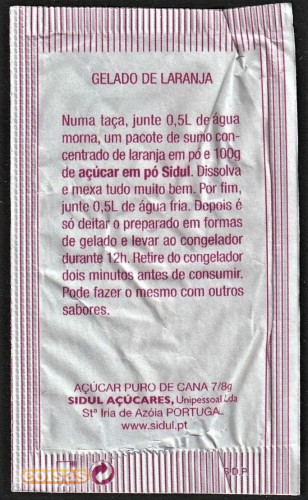 GELADO DE LARANJA
Numa taça, junte 0,5L de água
morna, um pacote de sumo con-
centrado de laranja em pó e 100g
de açúcar em pó Sidul. Dissolva
e mexa tudo muito bem. Por fim,
junte 0,5L de água fria. Depois é
só deitar o preparado em formas
de gelado e levar ao congelador
durante 12h. Retire do congelador
dois minutos antes de consumir.
Pode fazer o mesmo com outros
sabores.
AÇÚCAR PURO DE CANA 7/8g
SIDUL AÇÚCARES, Unipessoal Lda
Stª Iria de Azóia PORTUGAL
www.sidul.pt